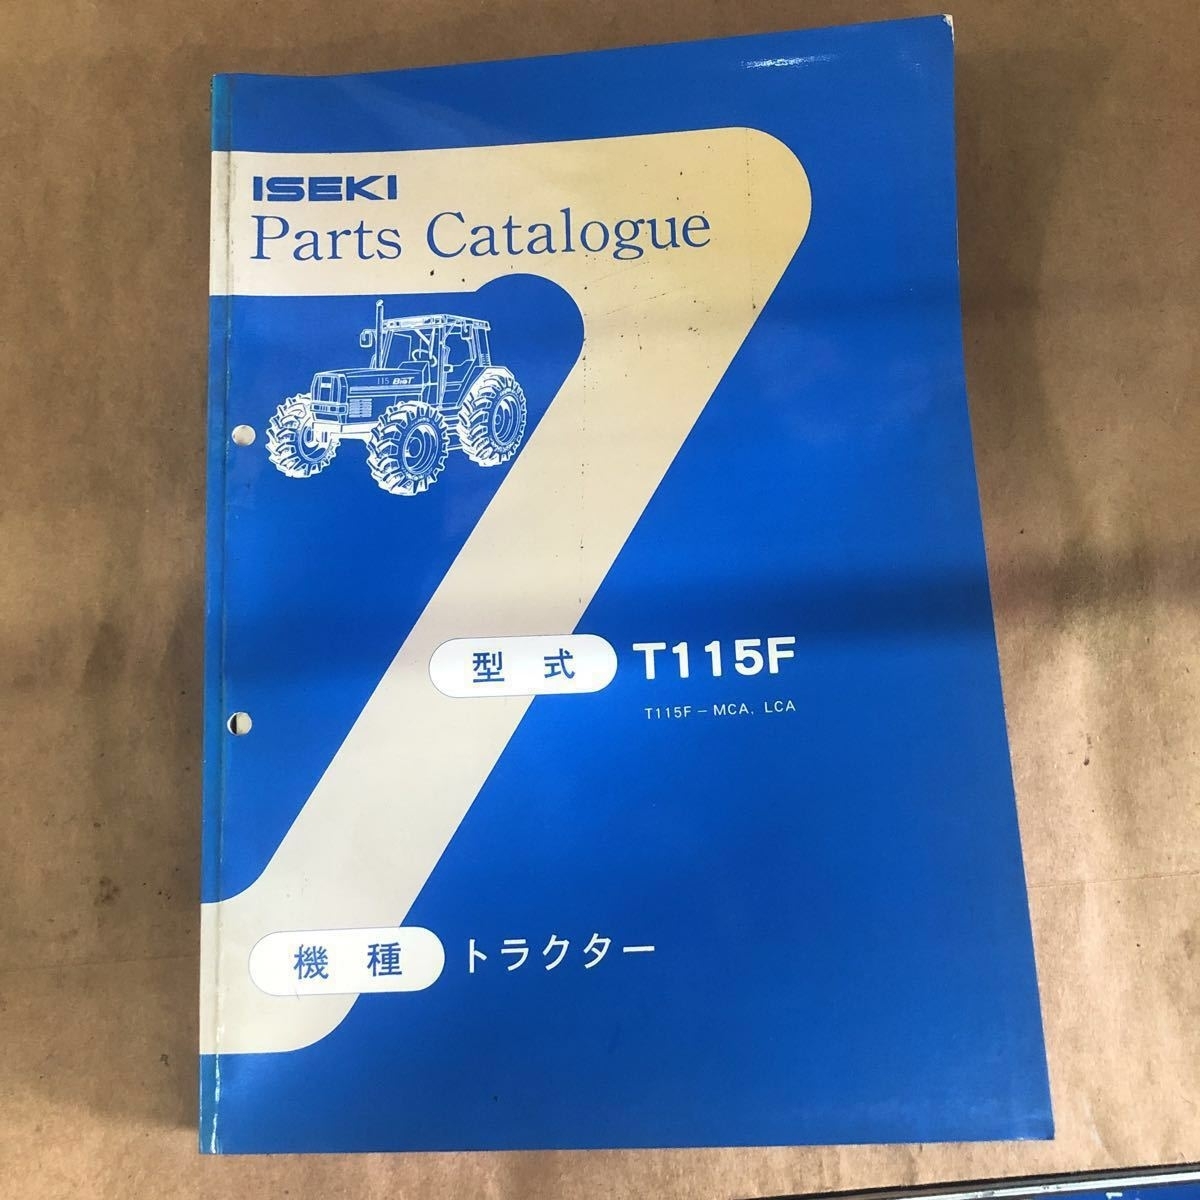 ISEKI
Parts Catalogue
115 BigT
型式 T115F
T115F－MCA, LCA
機種 トラクター